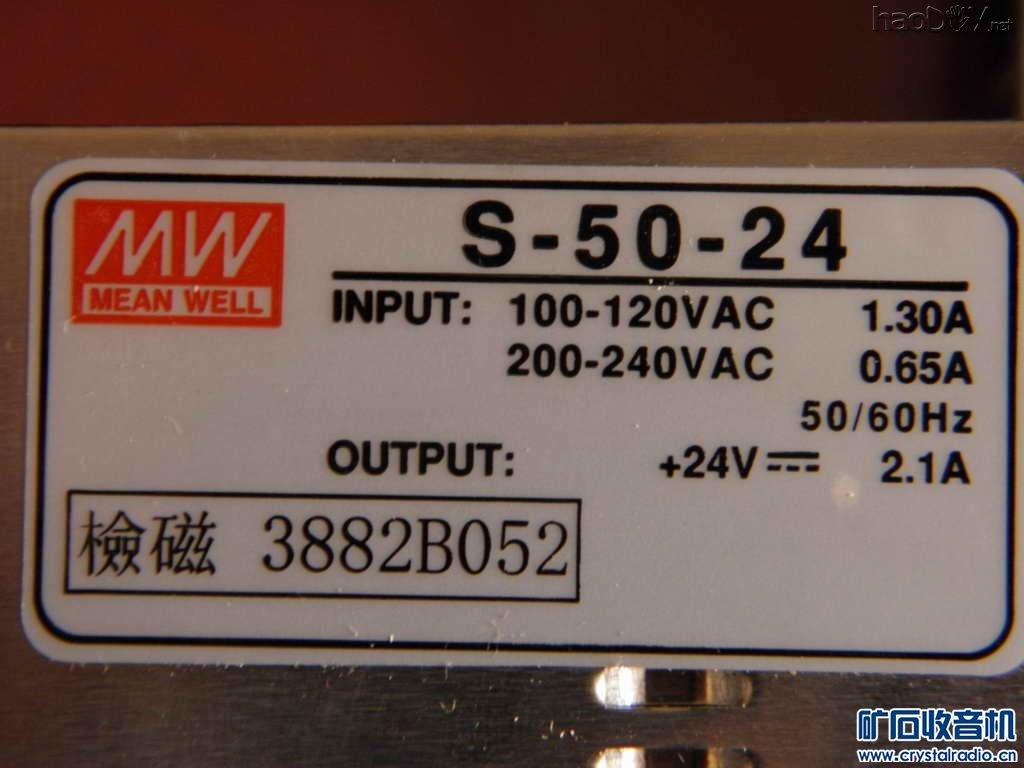 haoDIY.net
MW
MEAN WELL
S-50-24
INPUT: 100-120VAC 1.30A
200-240VAC 0.65A
50/60Hz
OUTPUT: +24V⎓ 2.1A
檢磁 3882B052
矿石收音机
www.crystalradio.cn